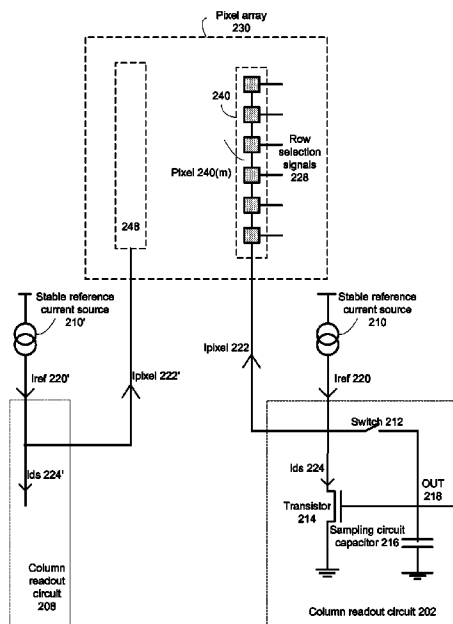 Pixel array
230
240
Row
selection
signals
228
Pixel 240(m)
248
Stable reference
current source
210'
Stable reference
current source
210
Ipixel 222'
Ipixel 222
Iref 220'
Iref 220
Switch 212
Ids 224'
Ids 224
OUT
218
Transistor
214
Sampling circuit
capacitor 216
Column
readout
circuit 208
Column readout circuit 202